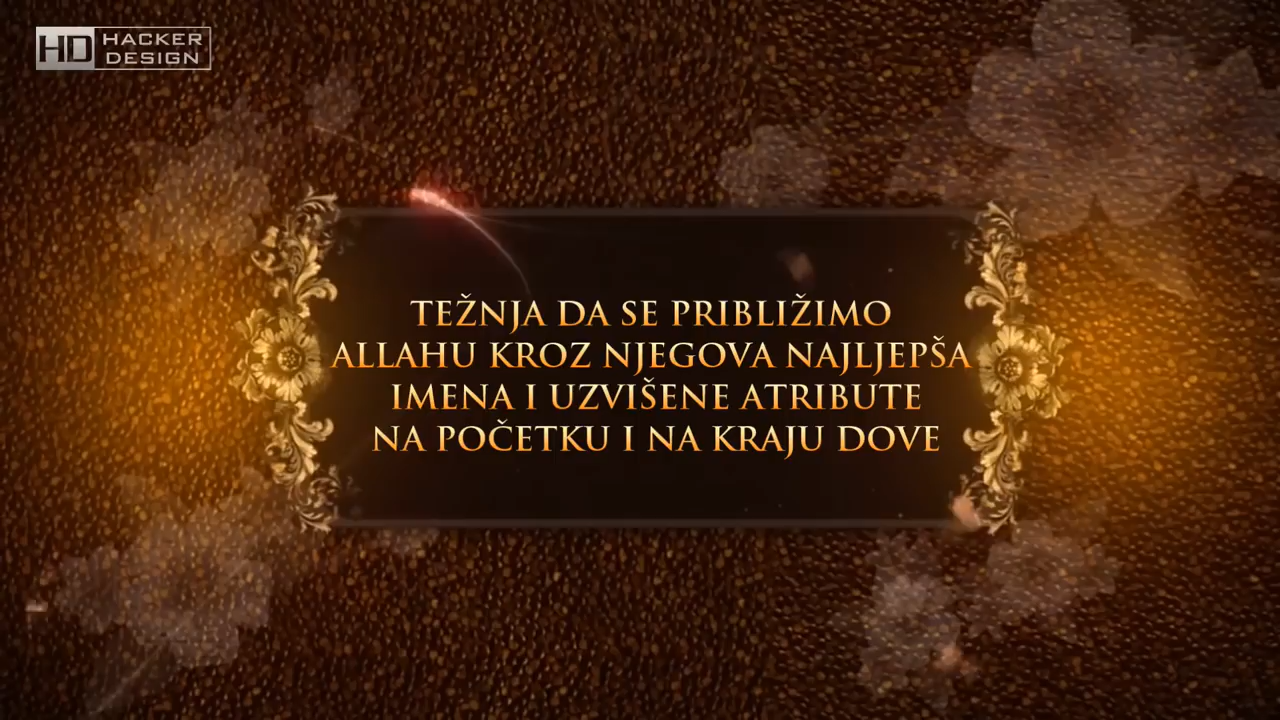 HD HACKER
DESIGN
TEŽNJA DA SE PRIBLIŽIMO
ALLAHU KROZ NJEGOVA NAJLJEPŠA
IMENA I UZVIŠENE ATRIBUTE
NA POČETKU I NA KRAJU DOVE